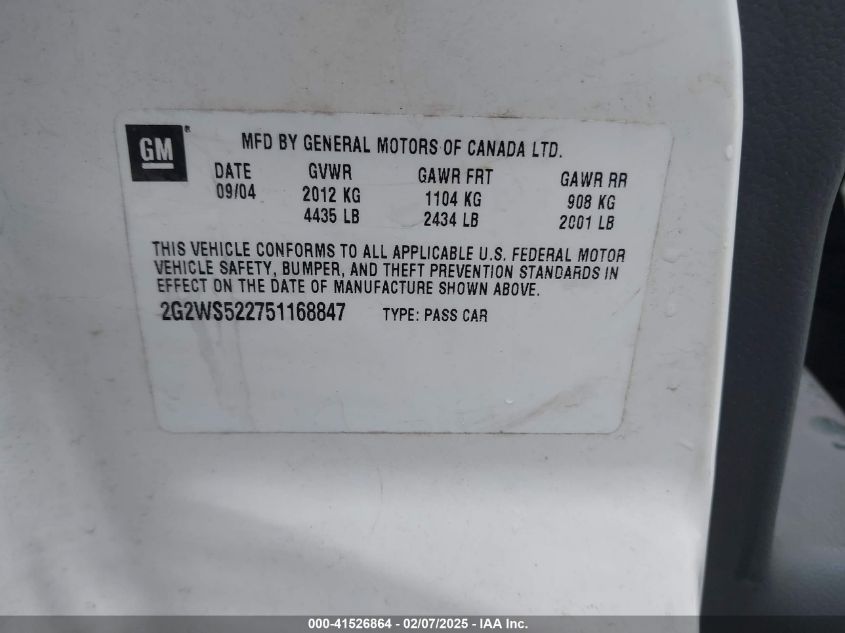 GM ®
MFD BY GENERAL MOTORS OF CANADA LTD.
DATE GVWR GAWR FRT GAWR RR
09/04 2012 KG 1104 KG 908 KG
4435 LB 2434 LB 2001 LB
THIS VEHICLE CONFORMS TO ALL APPLICABLE U.S. FEDERAL MOTOR
VEHICLE SAFETY, BUMPER, AND THEFT PREVENTION STANDARDS IN
EFFECT ON THE DATE OF MANUFACTURE SHOWN ABOVE.
2G2WS522751168847 TYPE: PASS CAR
000-41526864 - 02/07/2025 - IAA Inc.